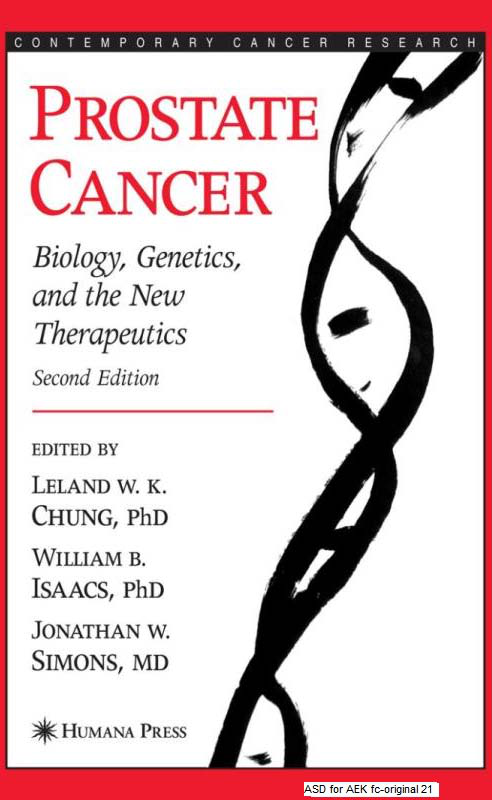 CONTEMPORARY CANCER RESEARCH
PROSTATE
CANCER
Biology, Genetics,
and the New
Therapeutics
Second Edition
EDITED BY
LELAND W. K.
CHUNG, PhD
WILLIAM B.
ISAACS, PhD
JONATHAN W.
SIMONS, MD
HUMANA PRESS
ASD for AEK fc-original 21